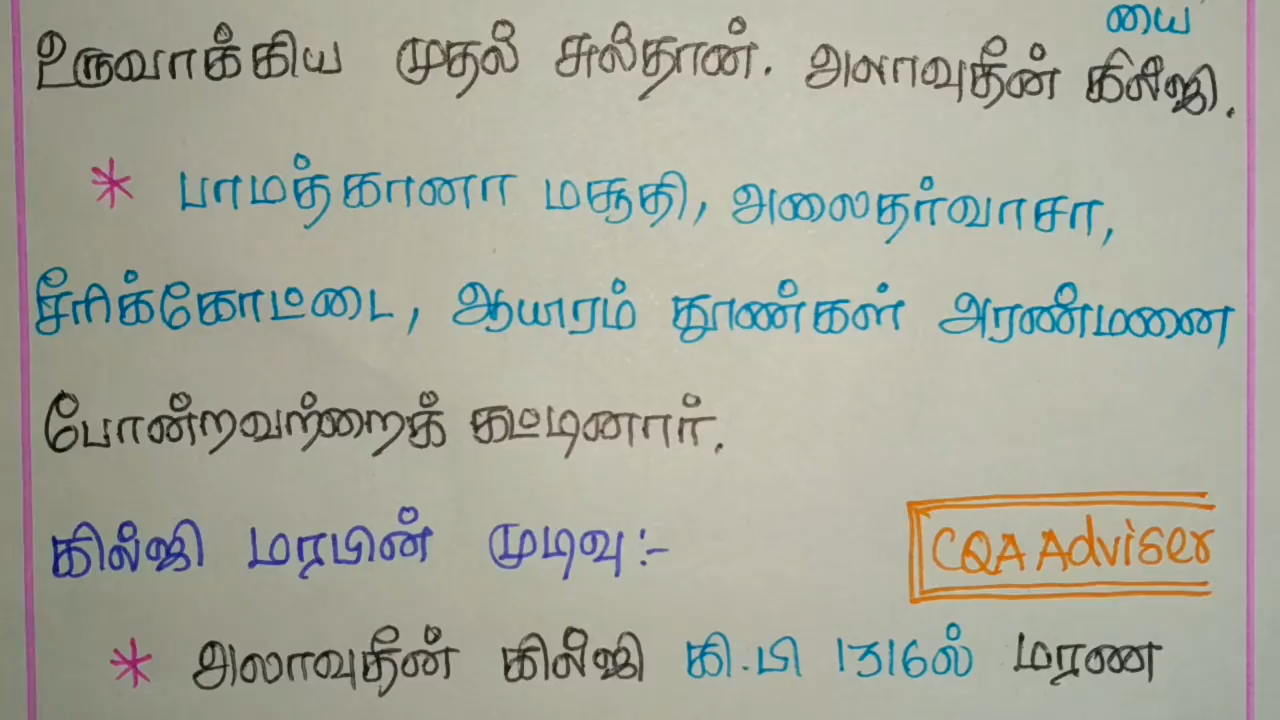 யை
உருவாக்கிய முதல் சுல்தான். அலாவுதீன் கில்ஜி.
* பாமத்கானா மசூதி, அலைதர்வாசா,
சீரிக்கோட்டை, ஆயிரம் தூண்கள் அரண்மனை
போன்றவற்றைக் கட்டினார்.
கில்ஜி மரபின் முடிவு:-
CQA Adviser
* அலாவுதீன் கில்ஜி கி.பி 1316ல் மரண